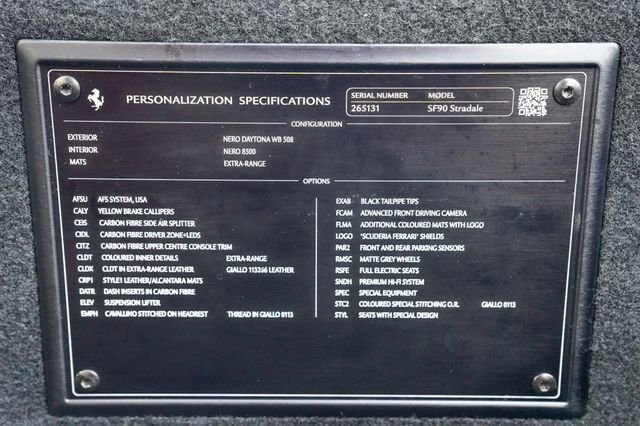 PERSONALIZATION SPECIFICATIONS
SERIAL NUMBER MØDEL
265131 SF90 Stradale
CONFIGURATION
EXTERIOR NERO DAYTONA WB 508
INTERIOR NERO 8500
MATS EXTRA-RANGE
OPTIONS
AFSU AFS SYSTEM, USA
CALY YELLOW BRAKE CALLIPERS
CEIS CARBON FIBRE SIDE AIR SPLITTER
CIDL CARBON FIBRE DRIVER ZONE+LEDS
CITZ CARBON FIBRE UPPER CENTRE CONSOLE TRIM
CLDT COLOURED INNER DETAILS EXTRA-RANGE
CLDX CLDT IN EXTRA-RANGE LEATHER GIALLO 113266 LEATHER
CRP1 STYLE1 LEATHER/ALCANTARA MATS
DATR DASH INSERTS IN CARBON FIBRE
ELEV SUSPENSION LIFTER
EMPH CAVALLINO STITCHED ON HEADREST THREAD IN GIALLO 0113
EXAB BLACK TAILPIPE TIPS
FCAM ADVANCED FRONT DRIVING CAMERA
FLMA ADDITIONAL COLOURED MATS WITH LOGO
LOGO 'SCUDERIA FERRARI' SHIELDS
PAR2 FRONT AND REAR PARKING SENSORS
RMSC MATTE GREY WHEELS
RSFE FULL ELECTRIC SEATS
SNDH PREMIUM HI-FI SYSTEM
SPEC SPECIAL EQUIPMENT
STC2 COLOURED SPECIAL STITCHING O.R. GIALLO 0113
STYL SEATS WITH SPECIAL DESIGN